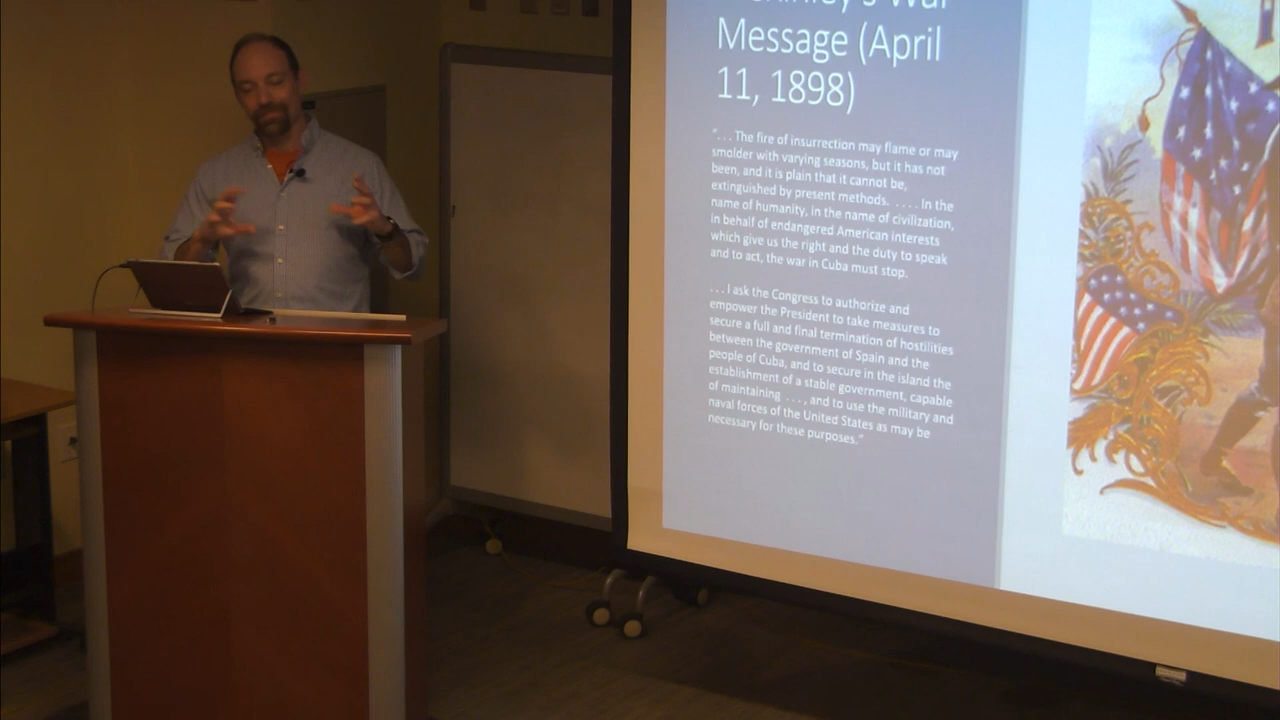 Message (April
11, 1898)
". . . The fire of insurrection may flame or may
smolder with varying seasons, but it has not
been, and it is plain that it cannot be,
extinguished by present methods. . . . . In the
name of humanity, in the name of civilization,
in behalf of endangered American interests
which give us the right and the duty to speak
and to act, the war in Cuba must stop.
. . . I ask the Congress to authorize and
empower the President to take measures to
secure a full and final termination of hostilities
between the government of Spain and the
people of Cuba, and to secure in the island the
establishment of a stable government, capable
of maintaining . . . , and to use the military and
naval forces of the United States as may be
necessary for these purposes."